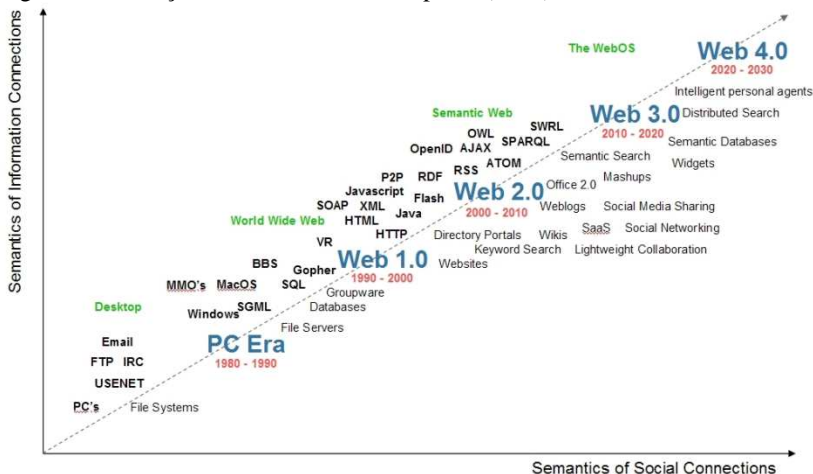 Semantics of Information Connections
The WebOS
Web 4.0
2020 - 2030
Intelligent personal agents
Web 3.0
Distributed Search
2010 - 2020
Semantic Databases
Semantic Web
OWL
SWRL
OpenID
AJAX
SPARQL
Semantic Search
Widgets
ATOM
Mashups
P2P
RDF
RSS
Office 2.0
Javascript
Flash
Web 2.0
2000 - 2010
Weblogs
Social Media Sharing
SOAP
XML
Java
World Wide Web
HTML
HTTP
SaaS
Social Networking
Directory Portals
Wikis
VR
Keyword Search
Lightweight Collaboration
Web 1.0
1990 - 2000
Websites
BBS
Gopher
MMO's
MacOS
SQL
Groupware
Desktop
Windows
SGML
Databases
File Servers
Email
PC Era
1980 - 1990
FTP
IRC
USENET
PC's
File Systems
Semantics of Social Connections